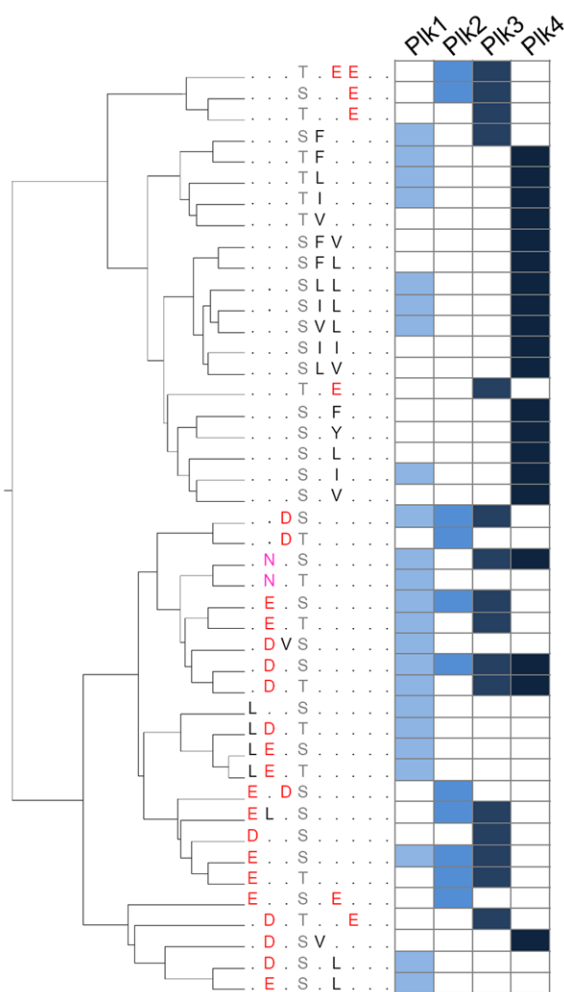 Plk1 Plk2 Plk3 Plk4
. . . T . E E . .
. . . S . . E . .
. . . T . . E . .
. . . S F . . . .
. . . T F . . . .
. . . T L . . . .
. . . T I . . . .
. . . T V . . . .
. . . S F V . . .
. . . S F L . . .
. . . S L L . . .
. . . S I L . . .
. . . S V L . . .
. . . S I I . . .
. . . S L V . . .
. . . T . E . . .
. . . S . F . . .
. . . S . Y . . .
. . . S . L . . .
. . . S . I . . .
. . . S . V . . .
. . D S . . . . .
. . D T . . . . .
. N . S . . . . .
. N . T . . . . .
. E . S . . . . .
. E . T . . . . .
. D V S . . . . .
. D . S . . . . .
. D . T . . . . .
L . . S . . . . .
L D . T . . . . .
L E . S . . . . .
L E . T . . . . .
E . D S . . . . .
E L . S . . . . .
D . . S . . . . .
E . . S . . . . .
E . . T . . . . .
E . . S . E . . .
. D . T . . E . .
. D . S V . . . .
. D . S . L . . .
. E . S . L . . .